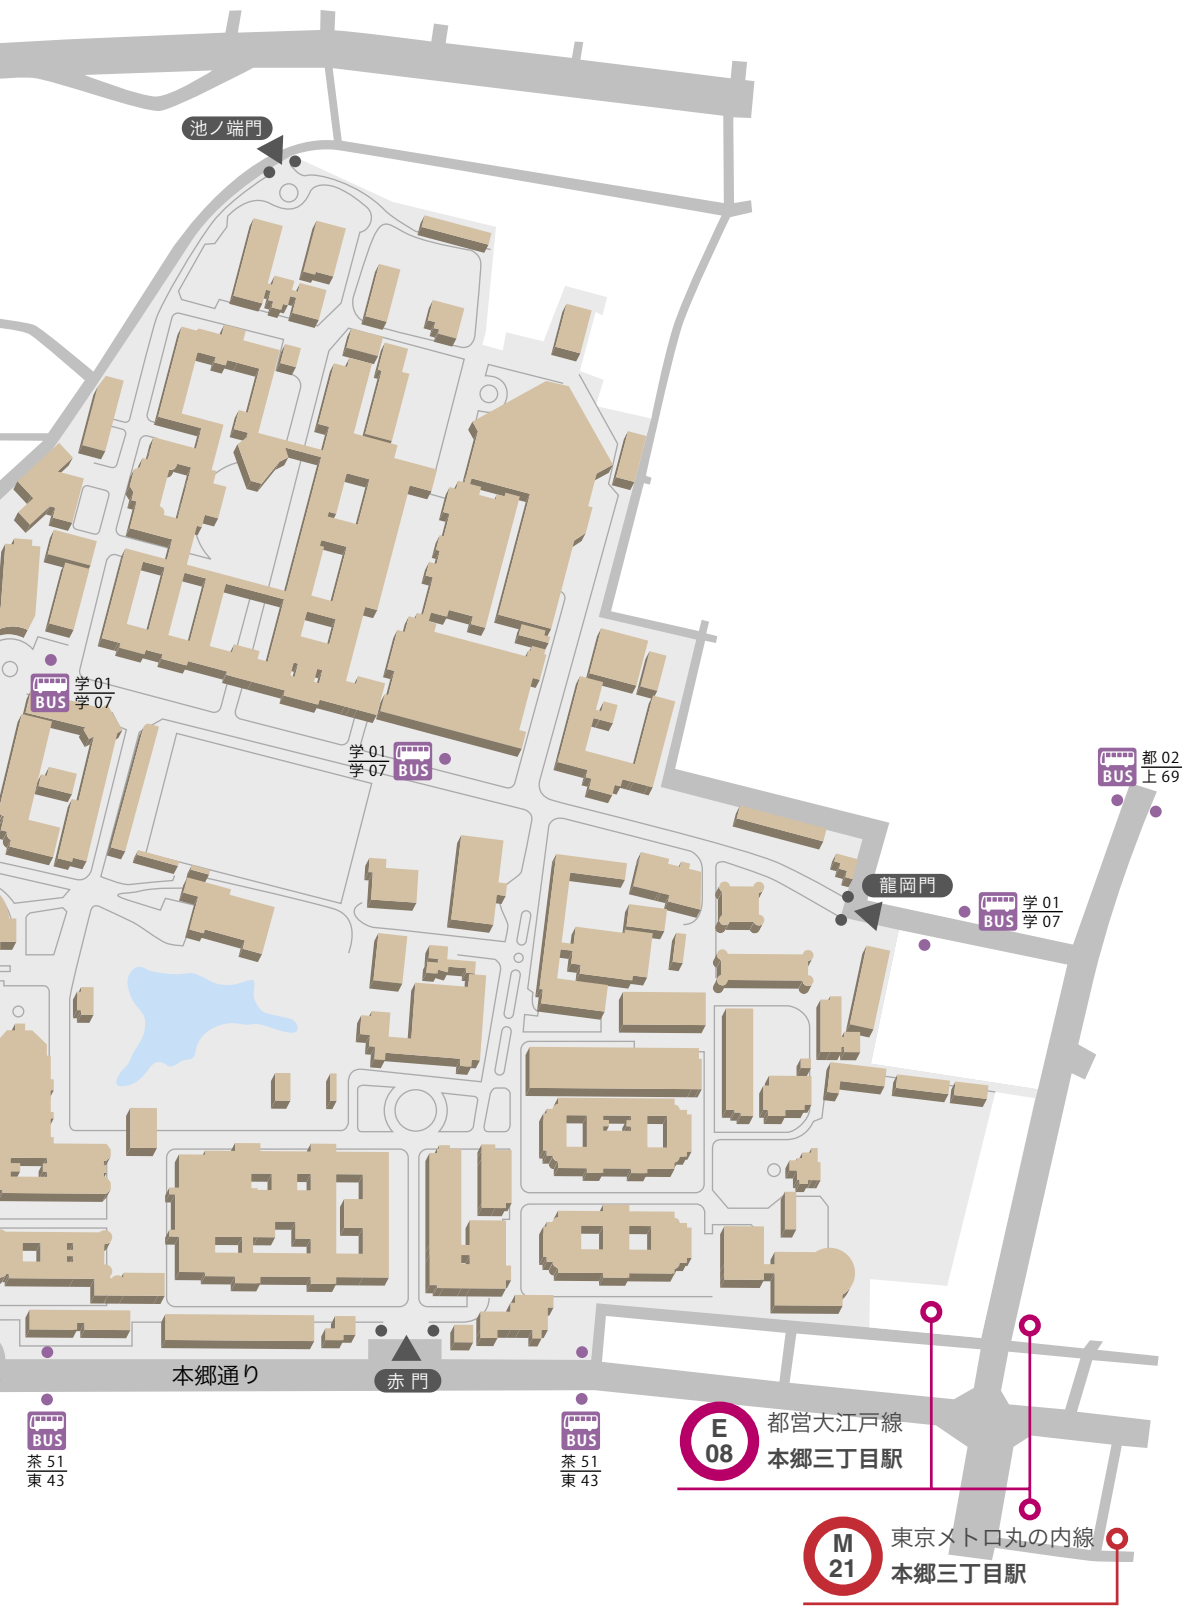 池ノ端門
BUS
学 01
学 07
学 01
学 07
BUS
BUS
都 02
上 69
龍岡門
BUS
学 01
学 07
本郷通り
赤 門
BUS
茶 51
東 43
BUS
茶 51
東 43
E
08
都営大江戸線
本郷三丁目駅
M
21
東京メトロ丸の内線
本郷三丁目駅